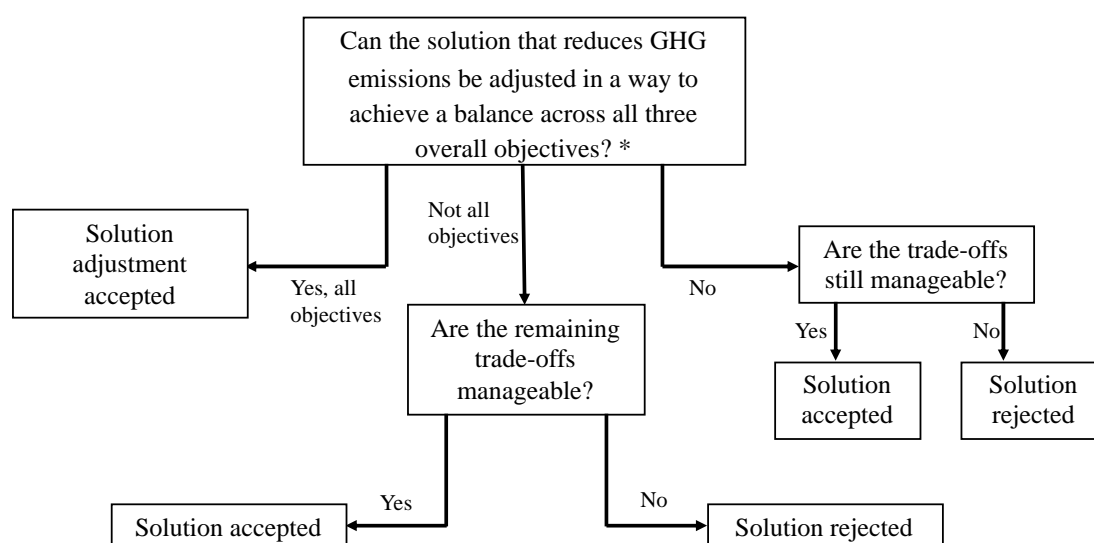 Can the solution that reduces GHG
emissions be adjusted in a way to
achieve a balance across all three
overall objectives? *
Solution
adjustment
accepted
Yes, all
objectives
Not all
objectives
No
Are the trade-offs
still manageable?
Yes
No
Solution
accepted
Solution
rejected
Are the remaining
trade-offs
manageable?
Yes
No
Solution accepted
Solution rejected